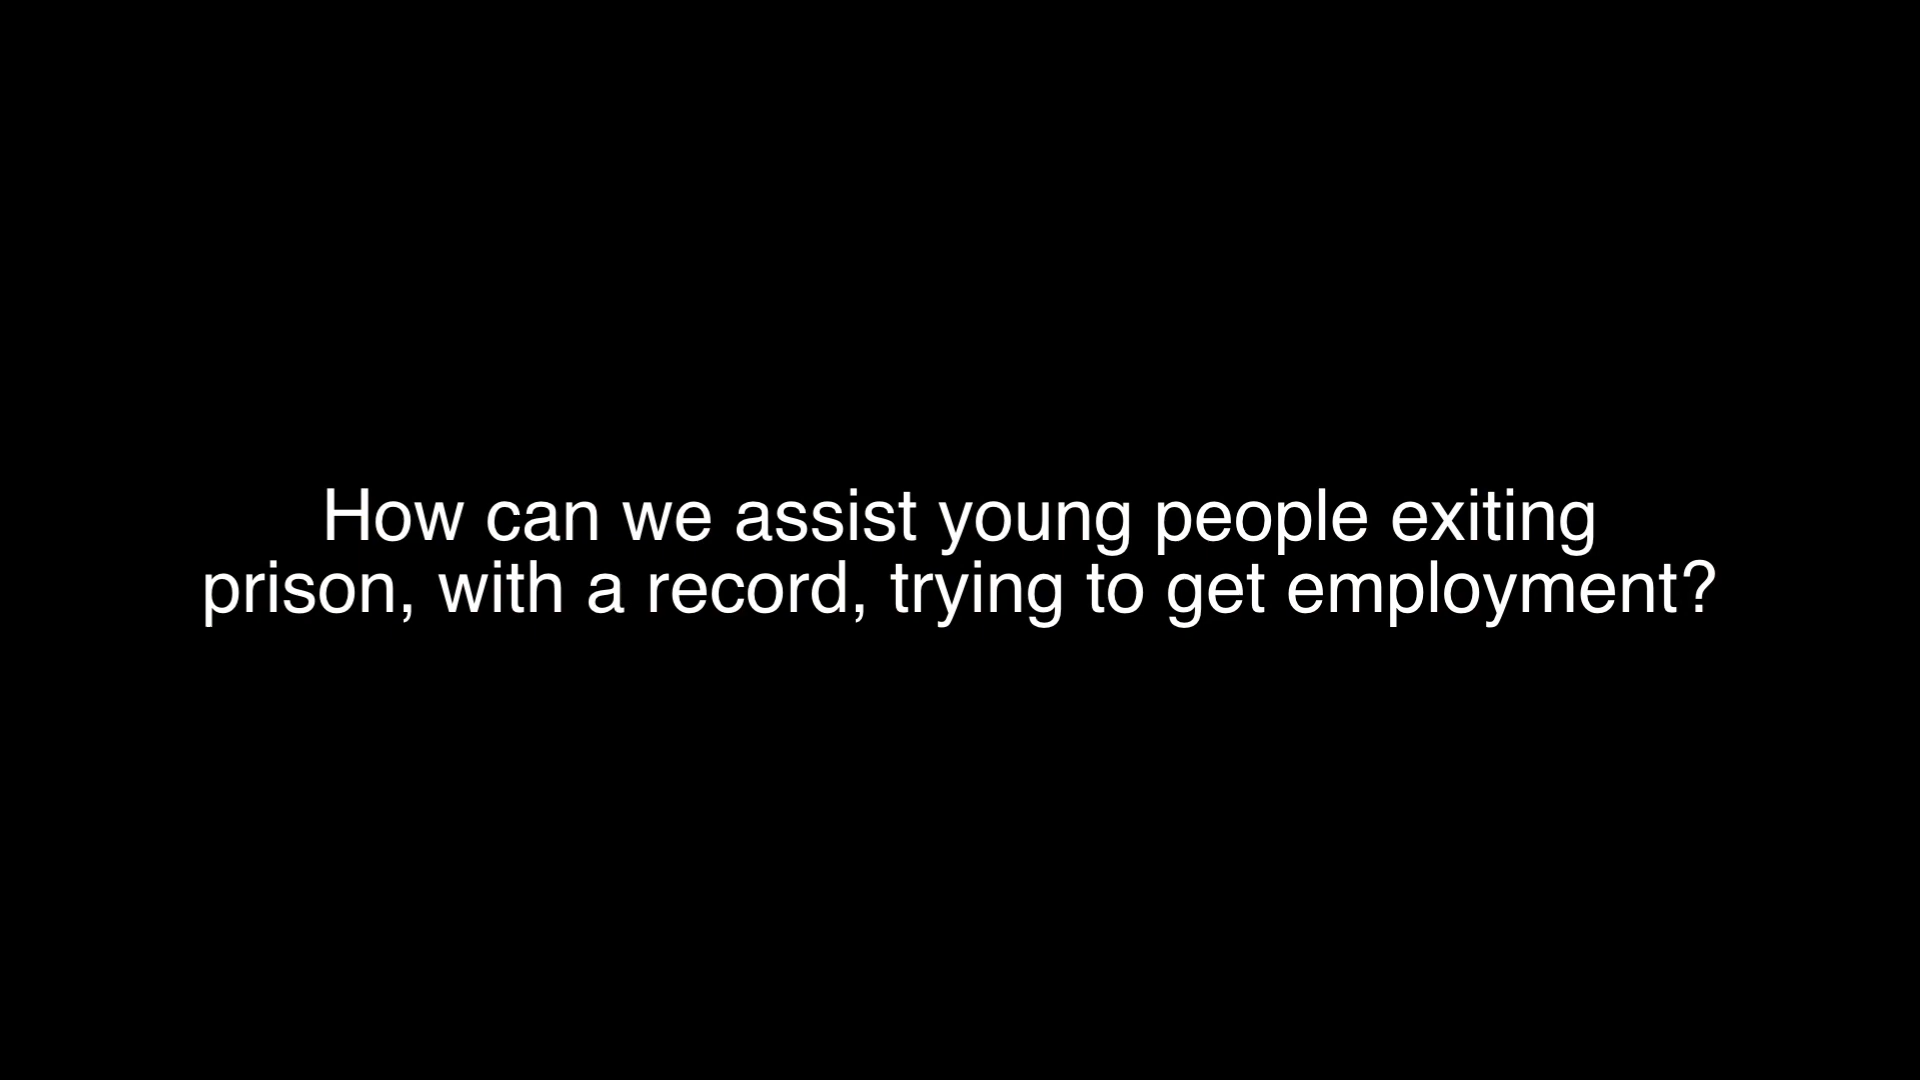 How can we assist young people exiting
prison, with a record, trying to get employment?